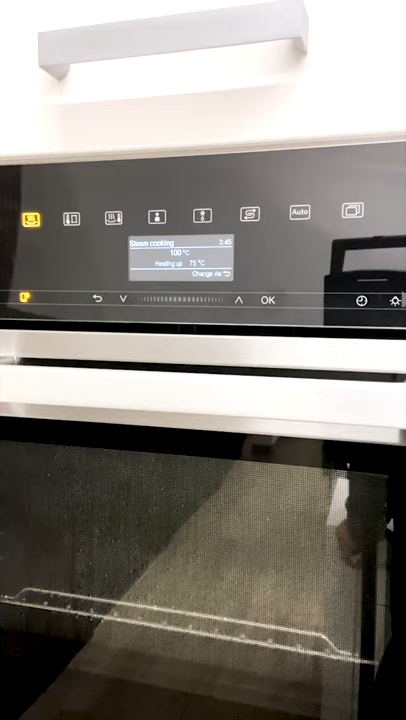 Auto
Steam cooking 3:45
100 °C
Heating up 75 °C
Change via
OK